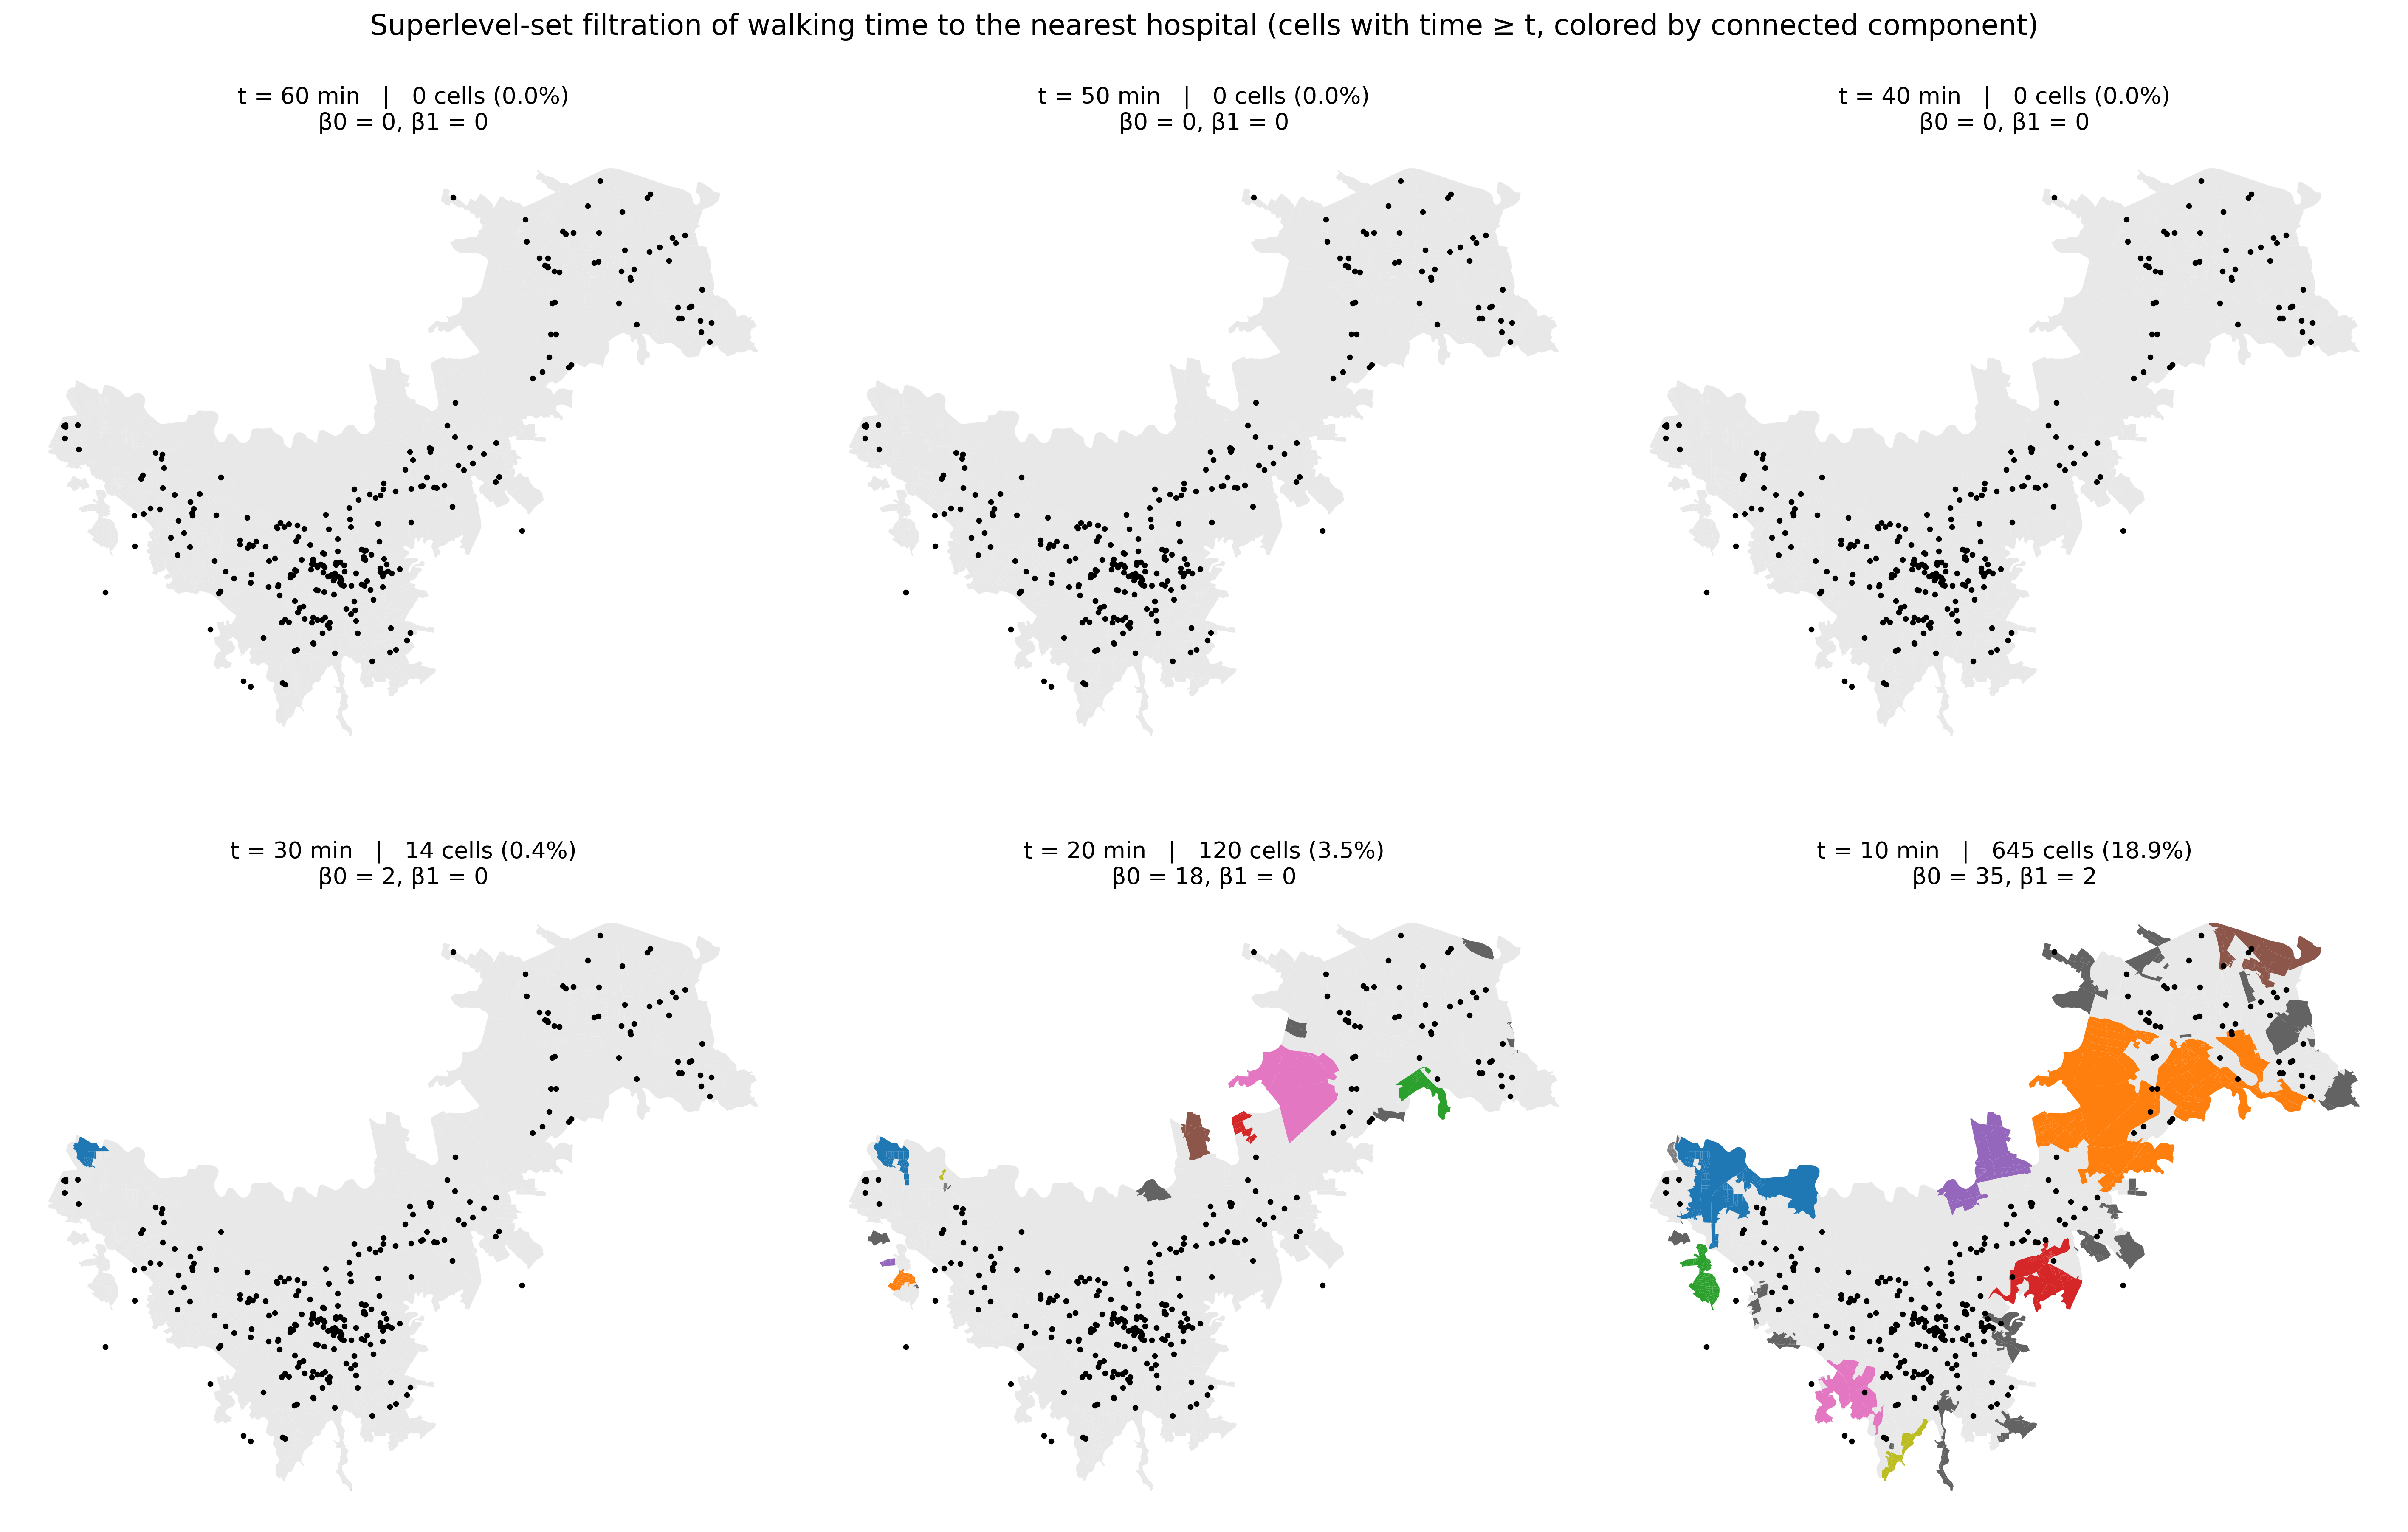 Superlevel-set filtration of walking time to the nearest hospital (cells with time ≥ t, colored by connected component)
t = 60 min | 0 cells (0.0%)
β0 = 0, β1 = 0
t = 50 min | 0 cells (0.0%)
β0 = 0, β1 = 0
t = 40 min | 0 cells (0.0%)
β0 = 0, β1 = 0
t = 30 min | 14 cells (0.4%)
β0 = 2, β1 = 0
t = 20 min | 120 cells (3.5%)
β0 = 18, β1 = 0
t = 10 min | 645 cells (18.9%)
β0 = 35, β1 = 2